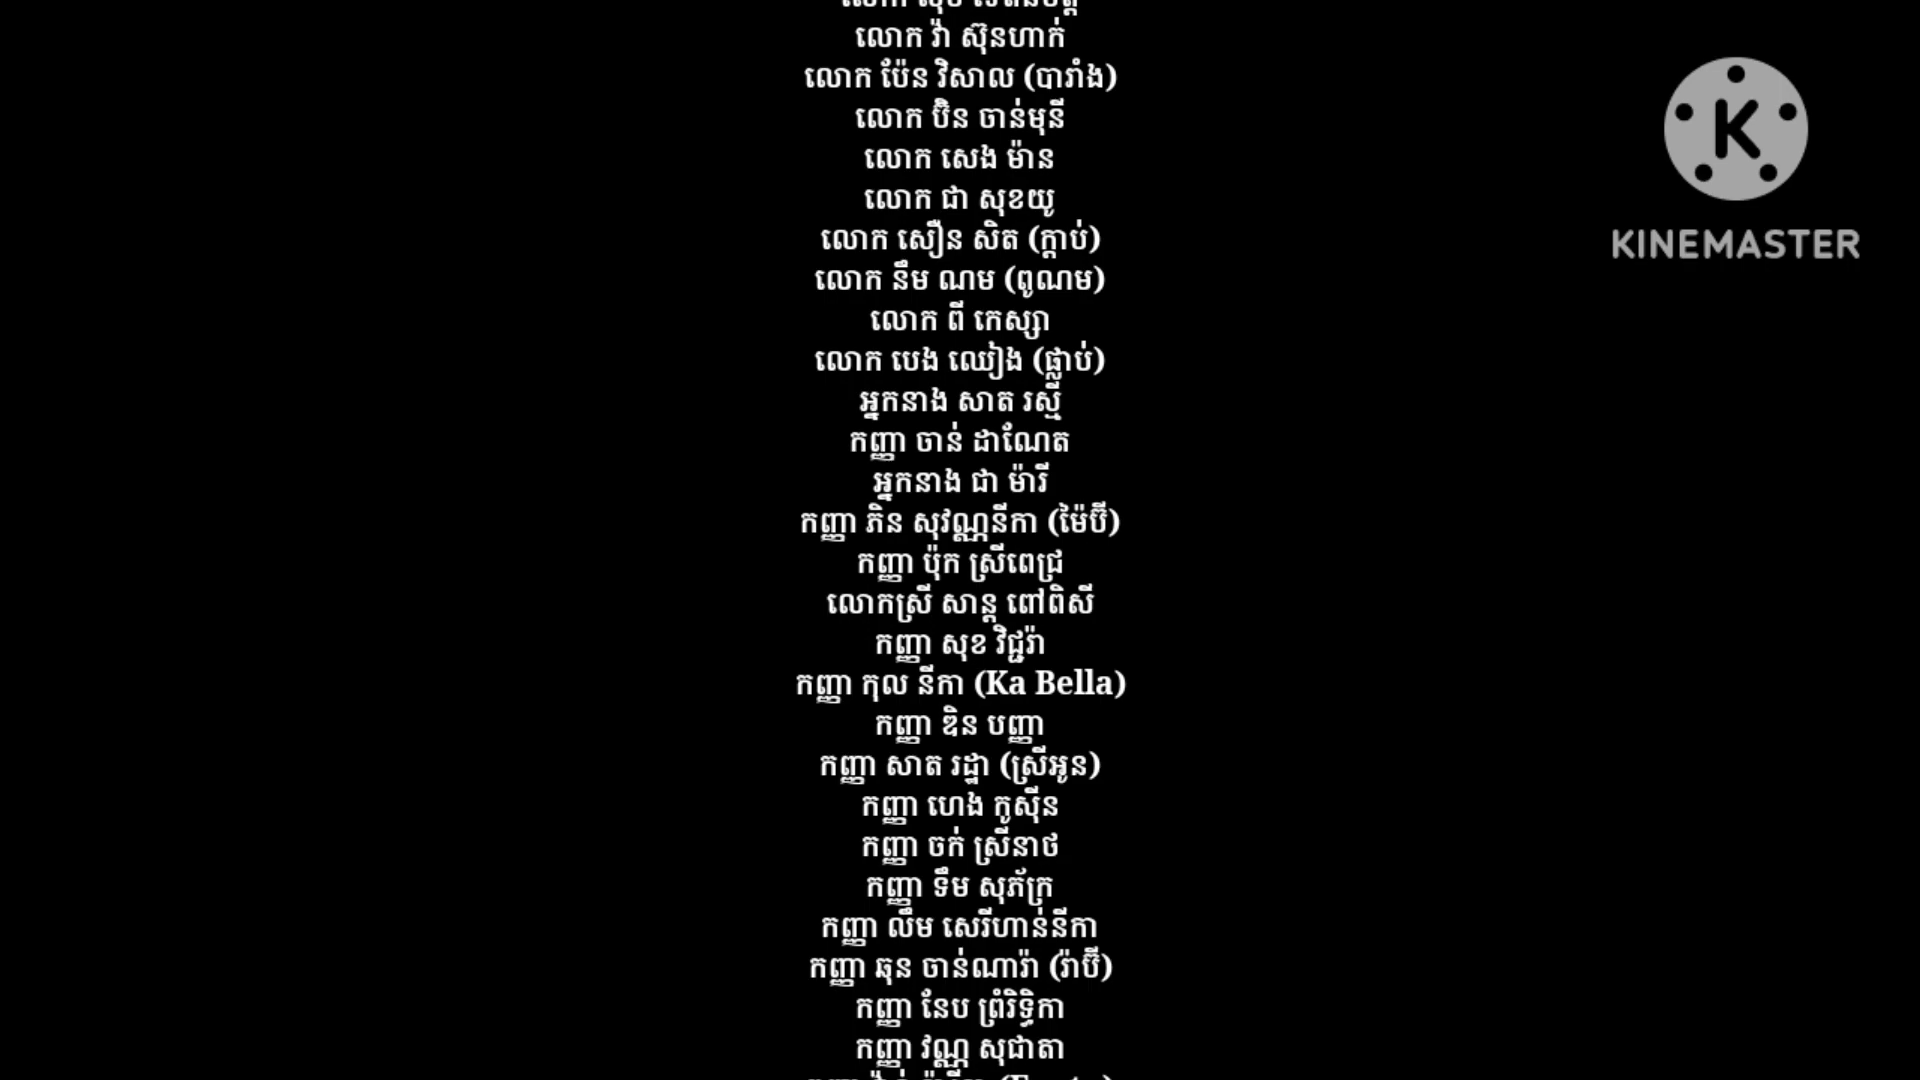 លោក វ៉ា ស៊ុនហាក់
លោក ប៉ែន វិសាល (បារាំង)
លោក ប៊ិន ចាន់មុនី
លោក សេង ម៉ាន
លោក ជា សុខយូ
លោក សឿន សិត (ក្ដាប់)
លោក នឹម ណម (ពូណម)
លោក ពី កេស្សា
លោក បេង ឈៀង (ផ្លាប់)
អ្នកនាង សាត រស្មី
កញ្ញា ចាន់ ដាណែត
អ្នកនាង ជា ម៉ារី
កញ្ញា ភិន សុវណ្ណនីកា (ម៉ៃប៊ី)
កញ្ញា ប៉ុក ស្រីពេជ្រ
លោកស្រី សាន្ត ពៅពិសី
កញ្ញា សុខ វិជ្ជរ៉ា
កញ្ញា កុល នីកា (Ka Bella)
កញ្ញា ឌិន បញ្ញា
កញ្ញា សាត រដ្ឋា (ស្រីអូន)
កញ្ញា ហេង កូស៊ីន
កញ្ញា ចក់ ស្រីនាថ
កញ្ញា ទឹម សុភ័ក្រ
កញ្ញា លឹម សេរីហាន់នីកា
កញ្ញា ឆុន ចាន់ណារ៉ា (រ៉ាប៊ី)
កញ្ញា នែប ព្រំរិទ្ធិកា
កញ្ញា វណ្ណ សុជាតា
KINEMASTER